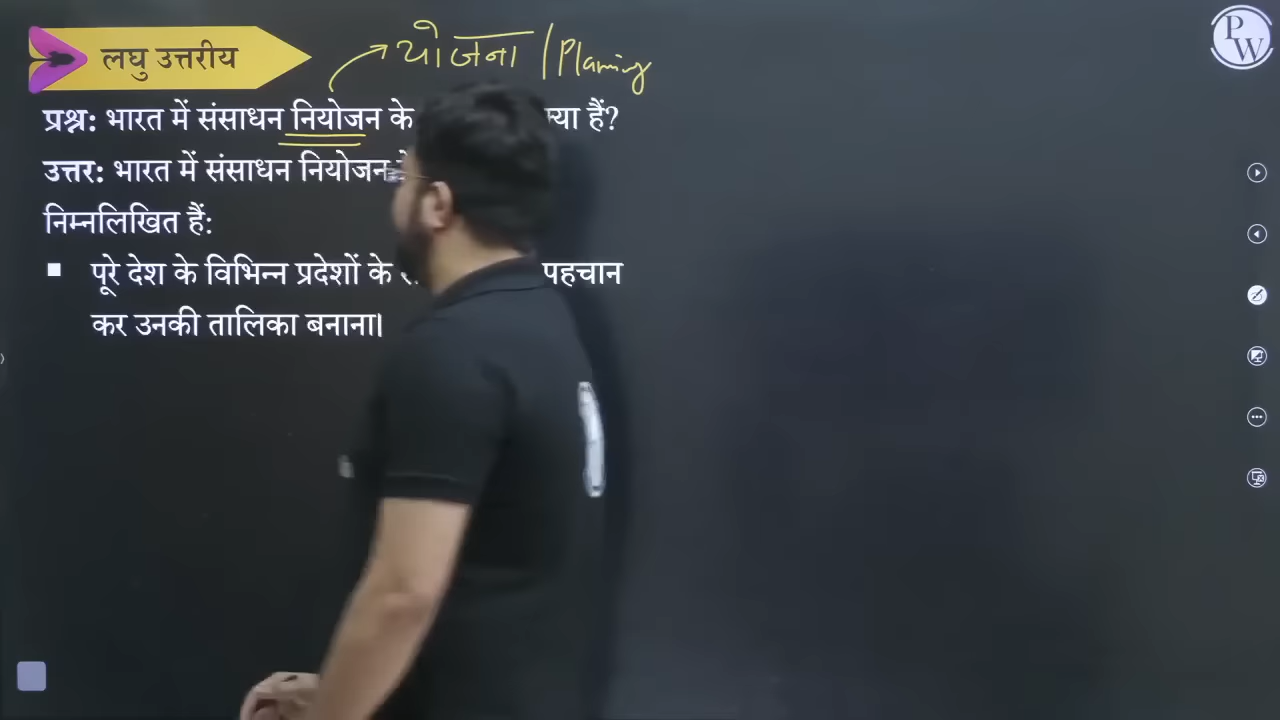 लघु उत्तरीय
योजना / Planing
PW
प्रश्न: भारत में संसाधन नियोजन के क्या हैं?
उत्तर: भारत में संसाधन नियोजन
निम्नलिखित हैं:
▪ पूरे देश के विभिन्न प्रदेशों के पहचान
कर उनकी तालिका बनाना।